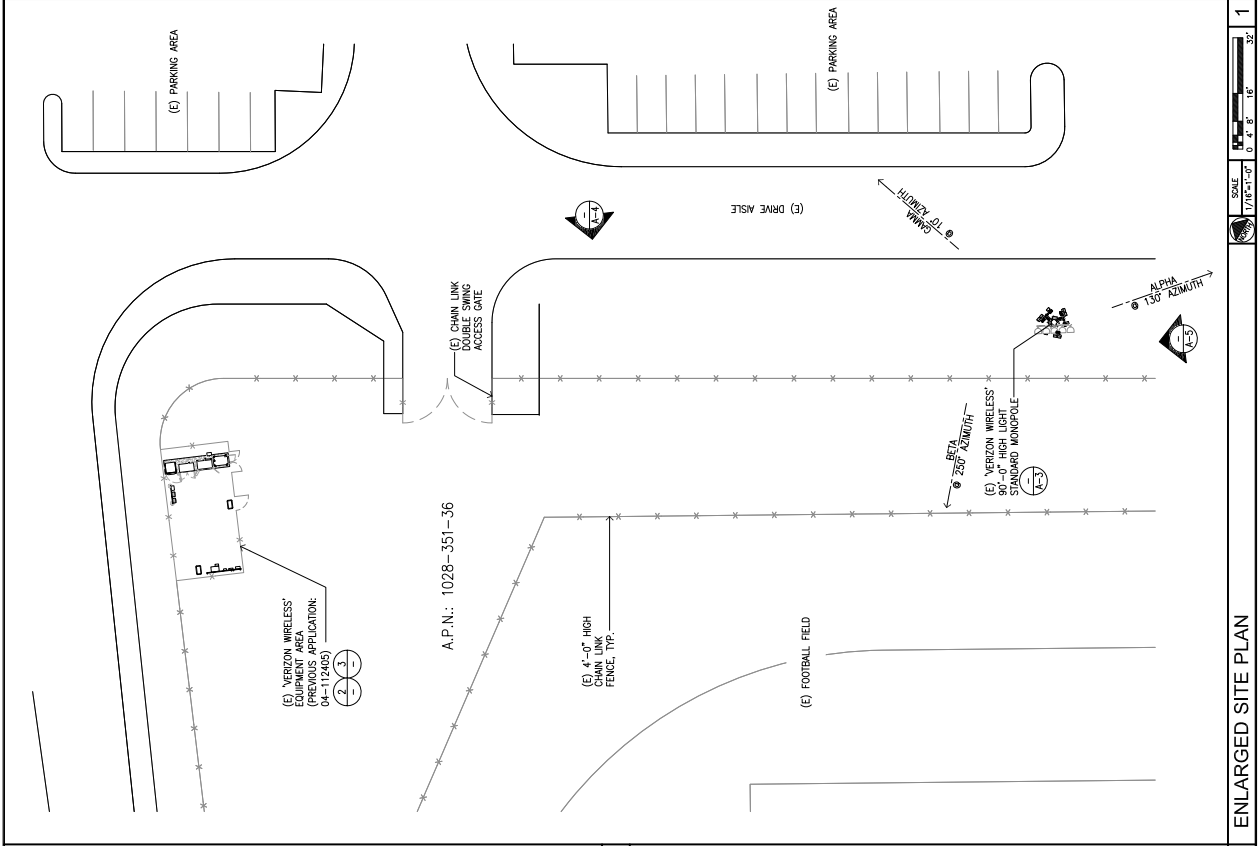 (E) PARKING AREA
(E) PARKING AREA
A-4
(E) DRIVE AISLE
GAMMA
@ 10° AZIMUTH
(E) CHAIN LINK
DOUBLE SWING
ACCESS GATE
ALPHA
@ 130° AZIMUTH
A-5
BETA
@ 250° AZIMUTH
(E) 'VERIZON WIRELESS'
90'-0" HIGH LIGHT
STANDARD MONOPOLE
-
A-3
A.P.N.: 1028-351-36
(E) 'VERIZON WIRELESS'
EQUIPMENT AREA
(PREVIOUS APPLICATION:
04-112405)
2 3
- -
(E) 4'-0" HIGH
CHAIN LINK
FENCE, TYP.
(E) FOOTBALL FIELD
ENLARGED SITE PLAN
NORTH
SCALE
1/16"=1'-0"
0 4' 8' 16' 32'
1